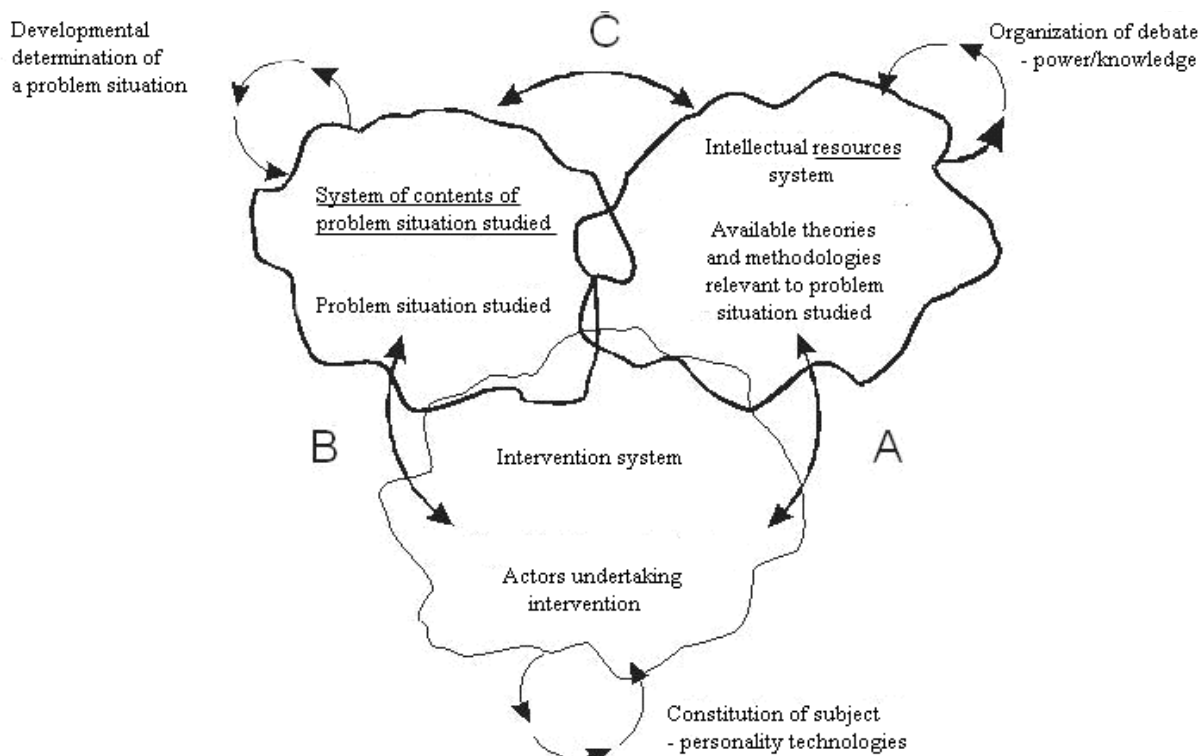 Developmental
determination of
a problem situation
C
Organization of debate
- power/knowledge
System of contents of
problem situation studied
Problem situation studied
Intellectual resources
system
Available theories
and methodologies
relevant to problem
situation studied
B
A
Intervention system
Actors undertaking
intervention
Constitution of subject
- personality technologies